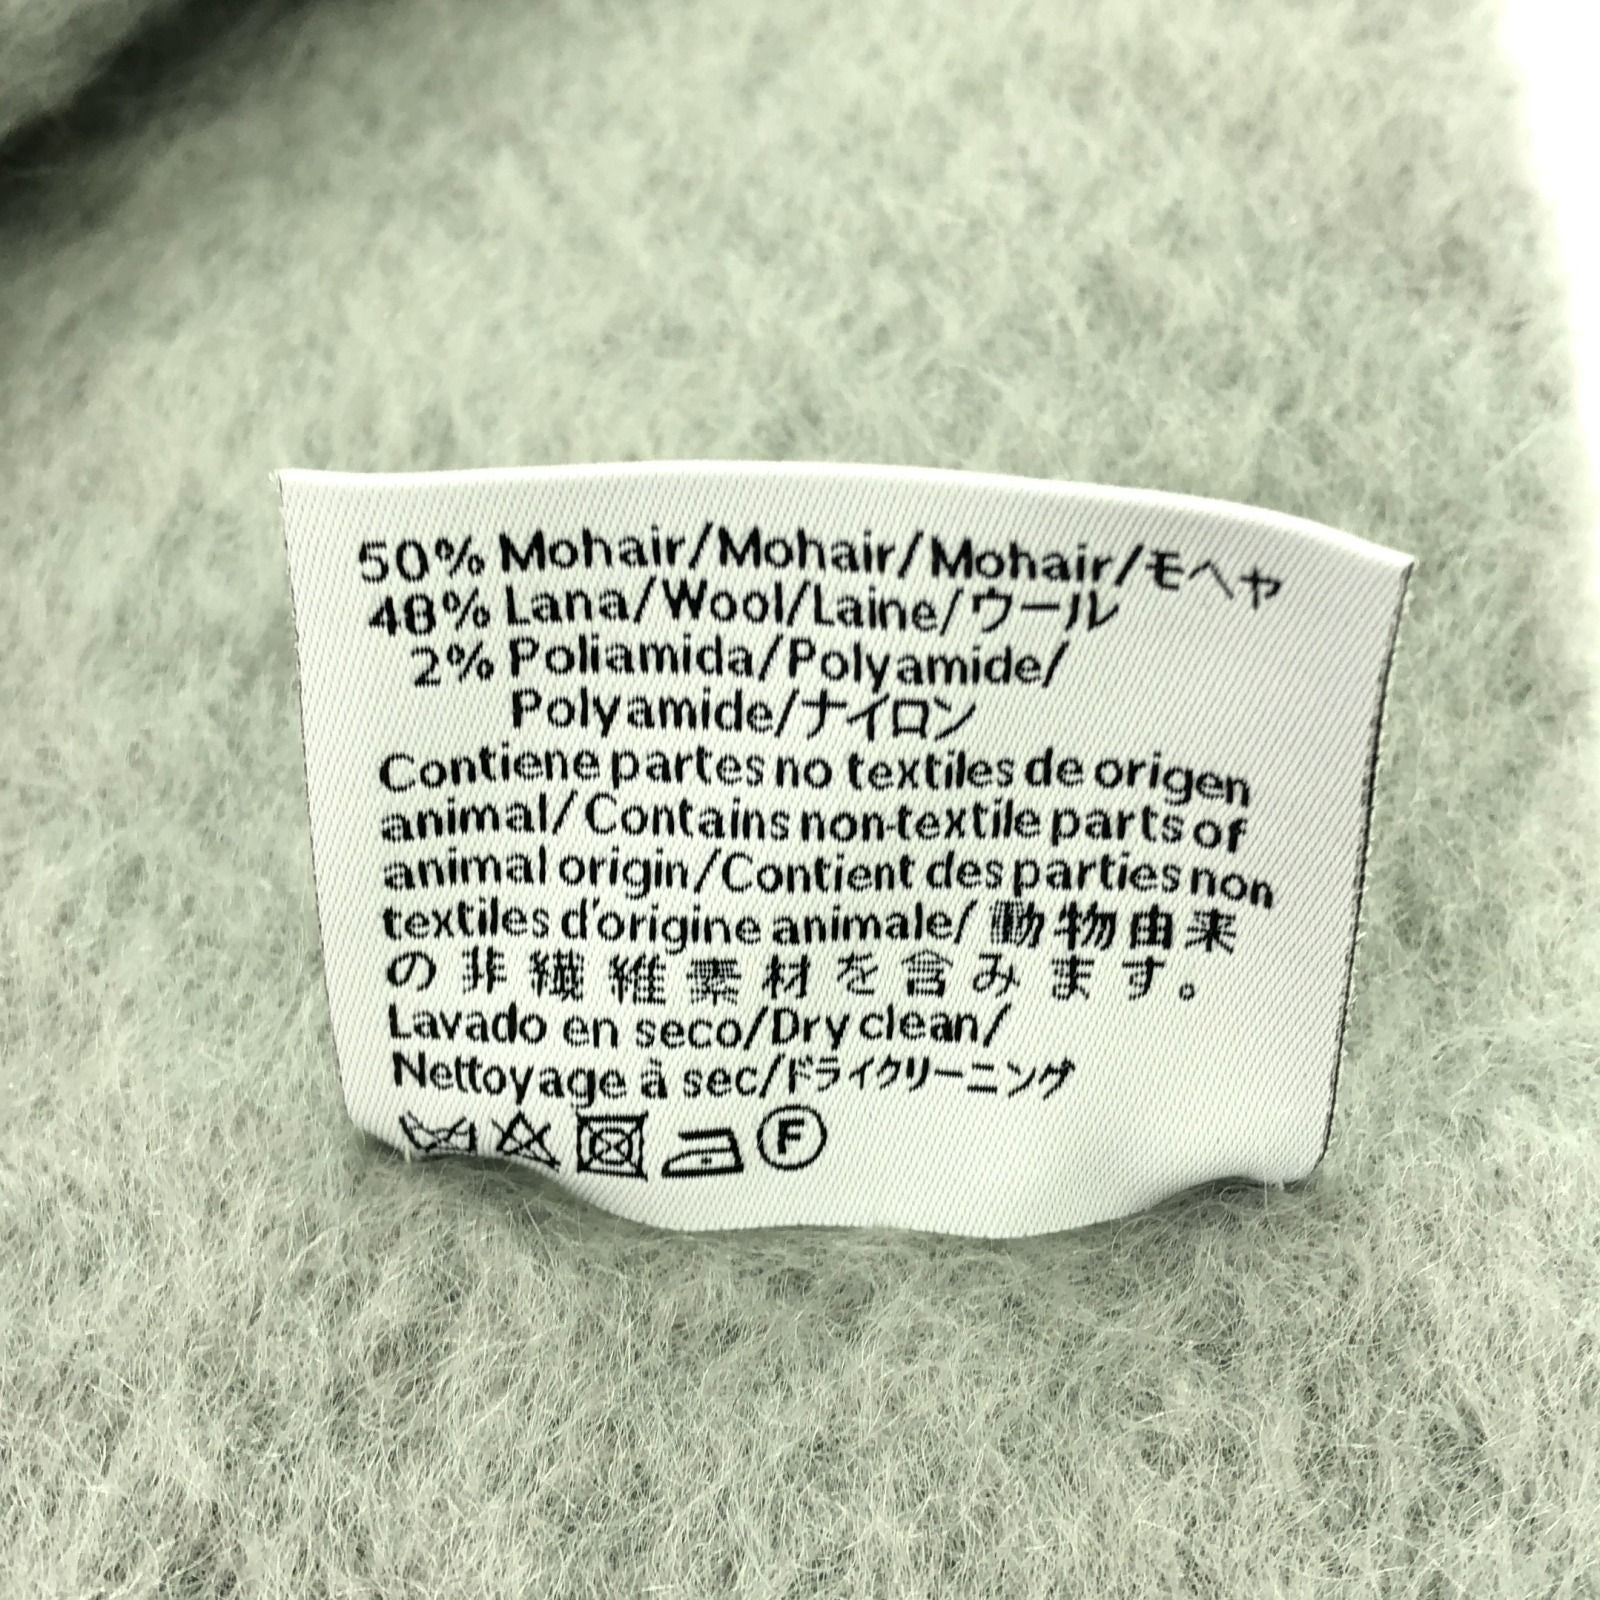 50% Mohair/Mohair/Mohair/モヘヤ
48% Lana/Wool/Laine/ウール
2% Poliamida/Polyamide/
Polyamide/ナイロン
Contiene partes no textiles de origen
animal/Contains non-textile parts of
animal origin/Contient des parties non
textiles d'origine animale/ 動物由来
の非繊維素材を含みます。
Lavado en seco/Dry clean/
Nettoyage à sec/ドライクリーニング
F